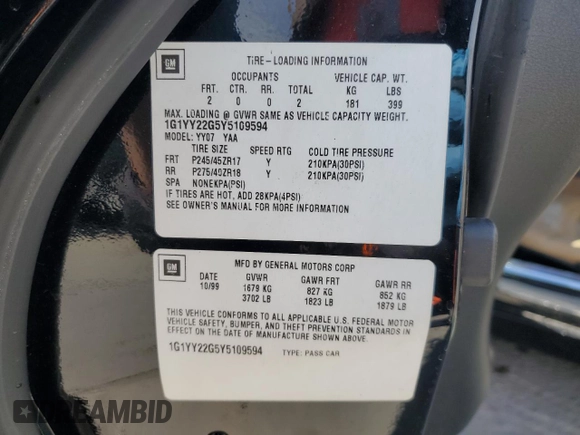 GM
TIRE-LOADING INFORMATION
OCCUPANTS VEHICLE CAP. WT.
FRT. CTR. RR. TOTAL KG LBS
2 0 0 2 181 399
MAX. LOADING @ GVWR SAME AS VEHICLE CAPACITY WEIGHT.
1G1YY22G5Y5109594
MODEL: YY07 YAA
TIRE SIZE SPEED RTG COLD TIRE PRESSURE
FRT P245/45ZR17 Y 210KPA(30PSI)
RR P275/40ZR18 Y 210KPA(30PSI)
SPA NONEKPA(PSI)
IF TIRES ARE HOT, ADD 28KPA(4PSI)
SEE OWNER'S MANUAL FOR MORE INFORMATION
GM
MFD BY GENERAL MOTORS CORP
DATE GVWR GAWR FRT GAWR RR
10/99 1679 KG 827 KG 852 KG
3702 LB 1823 LB 1879 LB
THIS VEHICLE CONFORMS TO ALL APPLICABLE U.S. FEDERAL MOTOR
VEHICLE SAFETY, BUMPER, AND THEFT PREVENTION STANDARDS IN
EFFECT ON THE DATE OF MANUFACTURE SHOWN ABOVE.
1G1YY22G5Y5109594 TYPE: PASS CAR
DREAMBID